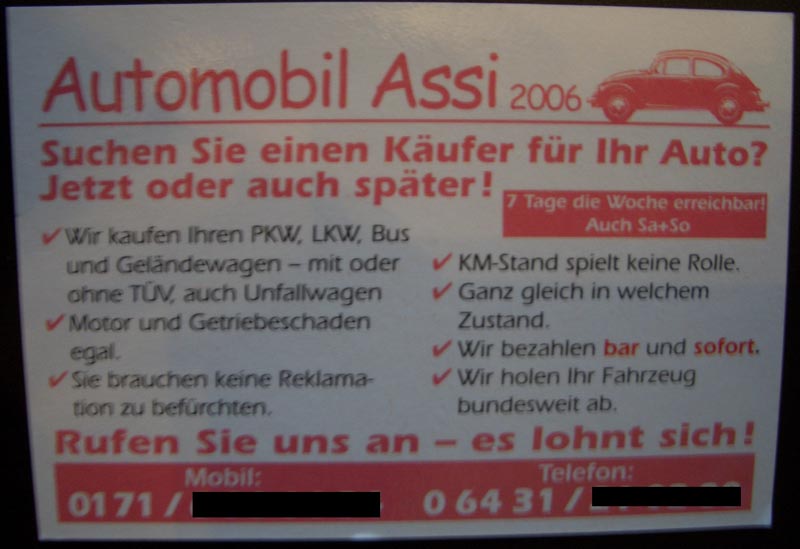 Automobil Assi 2006
Suchen Sie einen Käufer für Ihr Auto?
Jetzt oder auch später!
7 Tage die Woche erreichbar!
Auch Sa+So
✓ Wir kaufen Ihren PKW, LKW, Bus
und Geländewagen – mit oder
ohne TÜV, auch Unfallwagen
✓ Motor und Getriebeschaden
egal.
✓ Sie brauchen keine Reklama-
tion zu befürchten.
✓ KM-Stand spielt keine Rolle.
✓ Ganz gleich in welchem
Zustand.
✓ Wir bezahlen bar und sofort.
✓ Wir holen Ihr Fahrzeug
bundesweit ab.
Rufen Sie uns an – es lohnt sich!
Mobil:
0171 /
Telefon:
0 64 31 /